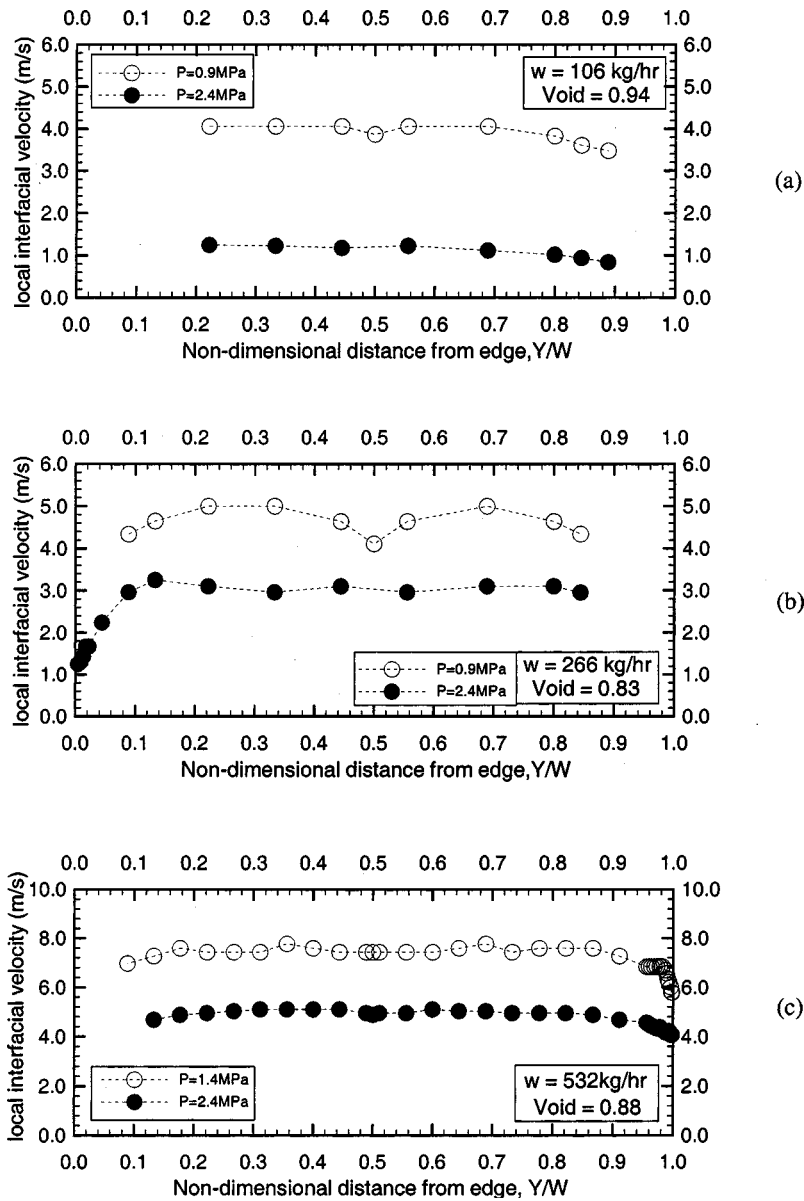 0.0 0.1 0.2 0.3 0.4 0.5 0.6 0.7 0.8 0.9 1.0
6.0 6.0
5.0 5.0
4.0 4.0
3.0 3.0
2.0 2.0
1.0 1.0
0.0 0.0
local interfacial velocity (m/s)
P=0.9MPa
P=2.4MPa
w = 106 kg/hr
Void = 0.94
(a)
0.0 0.1 0.2 0.3 0.4 0.5 0.6 0.7 0.8 0.9 1.0
Non-dimensional distance from edge,Y/W
0.0 0.1 0.2 0.3 0.4 0.5 0.6 0.7 0.8 0.9 1.0
6.0 6.0
5.0 5.0
4.0 4.0
3.0 3.0
2.0 2.0
1.0 1.0
0.0 0.0
local interfacial velocity (m/s)
P=0.9MPa
P=2.4MPa
w = 266 kg/hr
Void = 0.83
(b)
0.0 0.1 0.2 0.3 0.4 0.5 0.6 0.7 0.8 0.9 1.0
Non-dimensional distance from edge,Y/W
0.0 0.1 0.2 0.3 0.4 0.5 0.6 0.7 0.8 0.9 1.0
10.0 10.0
8.0 8.0
6.0 6.0
4.0 4.0
2.0 2.0
0.0 0.0
local interfacial velocity (m/s)
P=1.4MPa
P=2.4MPa
w = 532kg/hr
Void = 0.88
(c)
0.0 0.1 0.2 0.3 0.4 0.5 0.6 0.7 0.8 0.9 1.0
Non-dimensional distance from edge, Y/W